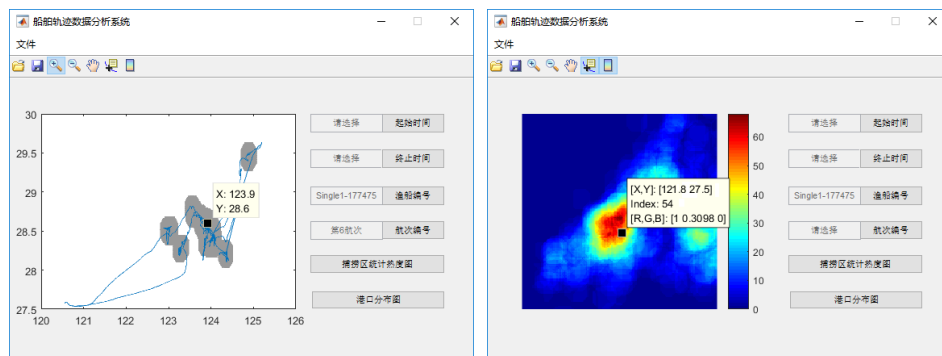 船舶轨迹数据分析系统
文件
30
29.5
29
28.5
28
27.5
120 121 122 123 124 125 126
X: 123.9
Y: 28.6
请选择 起始时间
请选择 终止时间
Single1-177475 渔船编号
第6航次 航次编号
捕捞区统计热度图
港口分布图
船舶轨迹数据分析系统
文件
[X,Y]: [121.8 27.5]
Index: 54
[R,G,B]: [1 0.3098 0]
60
50
40
30
20
10
0
请选择 起始时间
请选择 终止时间
Single1-177475 渔船编号
第6航次 航次编号
捕捞区统计热度图
港口分布图